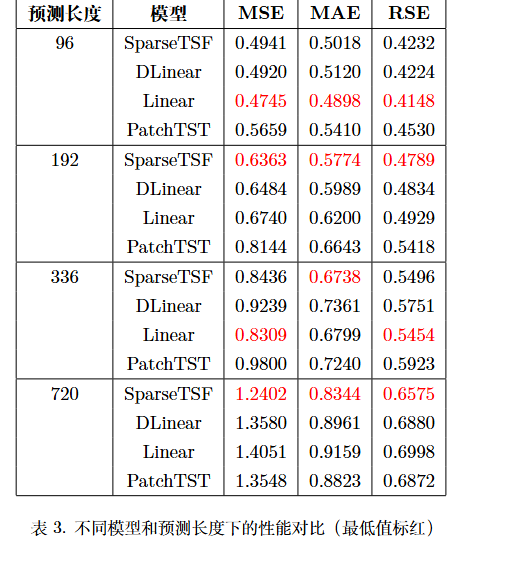 预测长度 模型 MSE MAE RSE
96 SparseTSF 0.4941 0.5018 0.4232
DLinear 0.4920 0.5120 0.4224
Linear 0.4745 0.4898 0.4148
PatchTST 0.5659 0.5410 0.4530
192 SparseTSF 0.6363 0.5774 0.4789
DLinear 0.6484 0.5989 0.4834
Linear 0.6740 0.6200 0.4929
PatchTST 0.8144 0.6643 0.5418
336 SparseTSF 0.8436 0.6738 0.5496
DLinear 0.9239 0.7361 0.5751
Linear 0.8309 0.6799 0.5454
PatchTST 0.9800 0.7240 0.5923
720 SparseTSF 1.2402 0.8344 0.6575
DLinear 1.3580 0.8961 0.6880
Linear 1.4051 0.9159 0.6998
PatchTST 1.3548 0.8823 0.6872
表 3. 不同模型和预测长度下的性能对比（最低值标红）